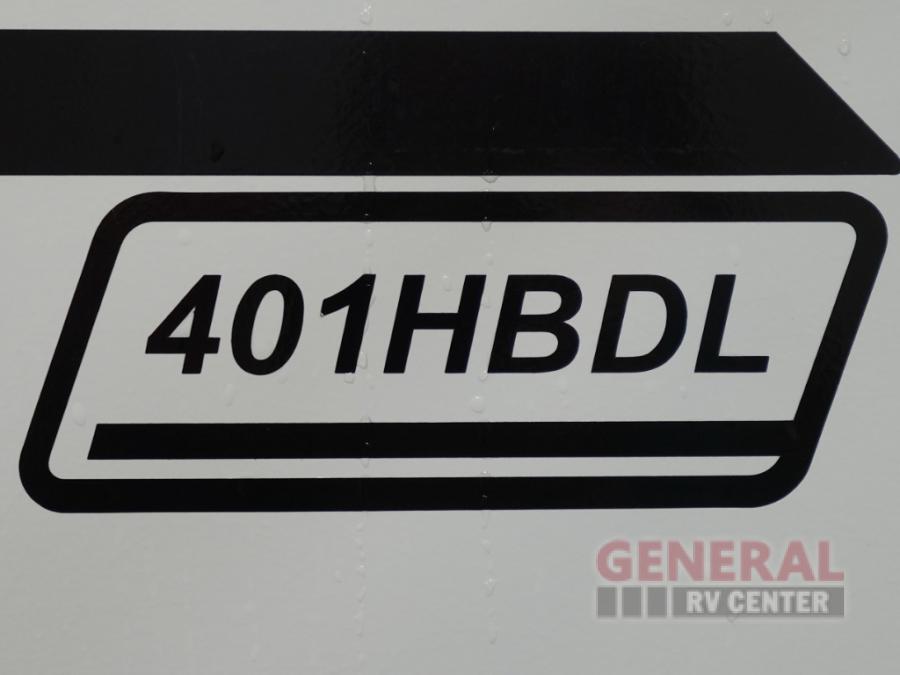 401HBDL
GENERAL
RV CENTER